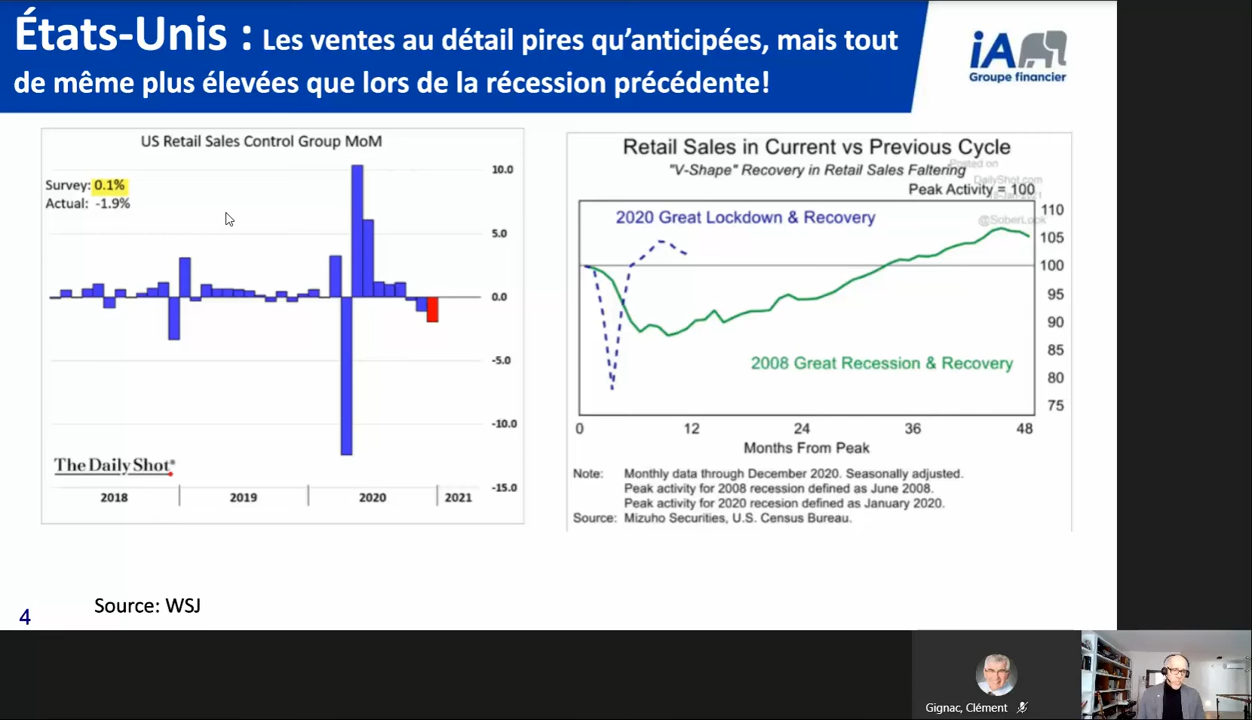 États-Unis : Les ventes au détail pires qu'anticipées, mais tout
de même plus élevées que lors de la récession précédente!
iA
Groupe financier
US Retail Sales Control Group MoM
Survey: 0.1%
Actual: -1.9%
10.0
5.0
0.0
-5.0
-10.0
-15.0
The Daily Shot
2018 2019 2020 2021
Retail Sales in Current vs Previous Cycle
"V-Shape" Recovery in Retail Sales Faltering
Posted on
DailyShot.com
Peak Activity = 100
@SoberLook
2020 Great Lockdown & Recovery
2008 Great Recession & Recovery
110
105
100
95
90
85
80
75
0 12 24 36 48
Months From Peak
Note: Monthly data through December 2020. Seasonally adjusted.
Peak activity for 2008 recession defined as June 2008.
Peak activity for 2020 recesion defined as January 2020.
Source: Mizuho Securities, U.S. Census Bureau.
Source: WSJ
4
Gignac, Clément